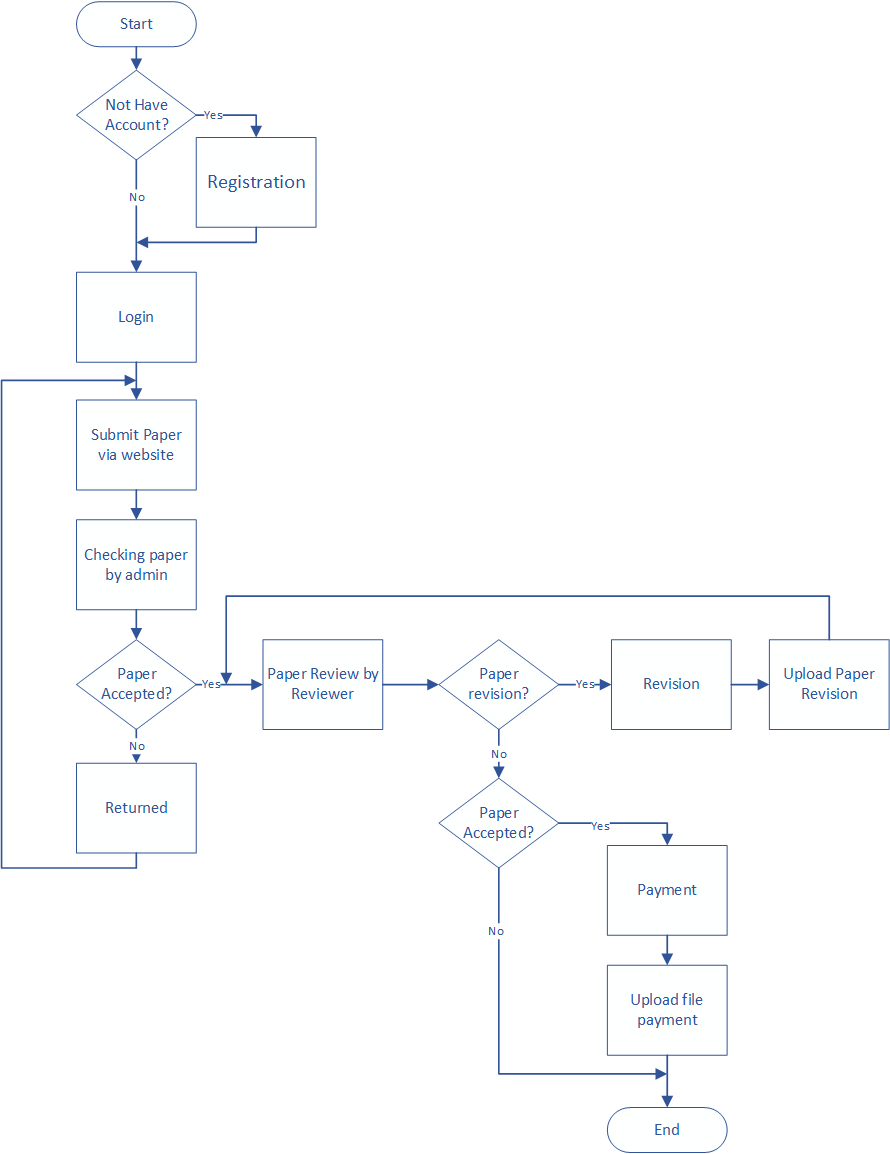 Start
Not Have
Account?
Yes
Registration
No
Login
Submit Paper
via website
Checking paper
by admin
Paper
Accepted?
Yes
Paper Review by
Reviewer
Paper
revision?
Yes
Revision
Upload Paper
Revision
No
Returned
No
Paper
Accepted?
Yes
Payment
No
Upload file
payment
End